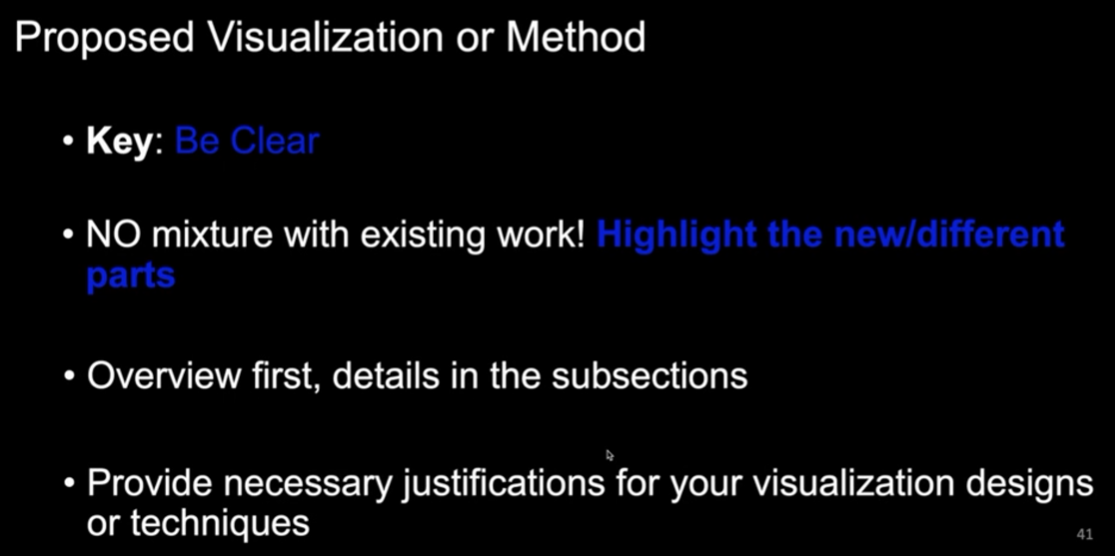 Proposed Visualization or Method
• Key: Be Clear
• NO mixture with existing work! Highlight the new/different
parts
• Overview first, details in the subsections
• Provide necessary justifications for your visualization designs
or techniques
41